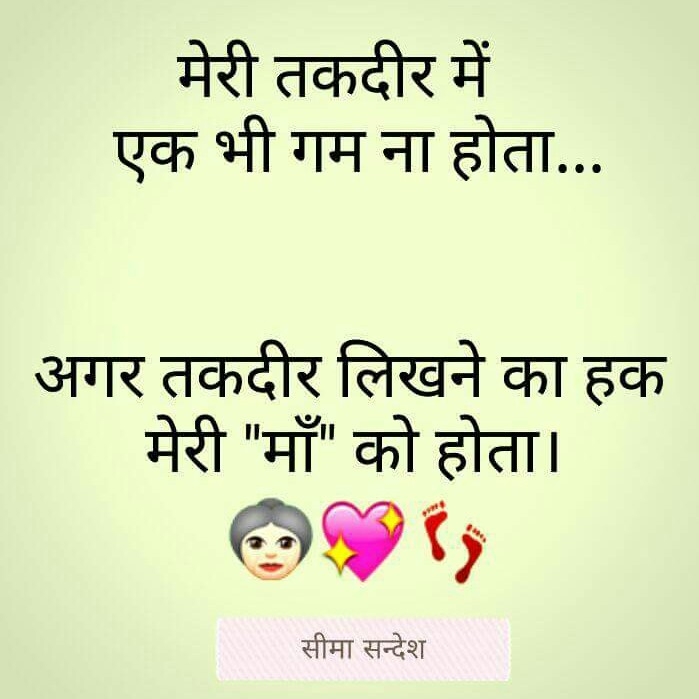 मेरी तकदीर में
एक भी गम ना होता...
अगर तकदीर लिखने का हक
मेरी "माँ" को होता।
सीमा सन्देश